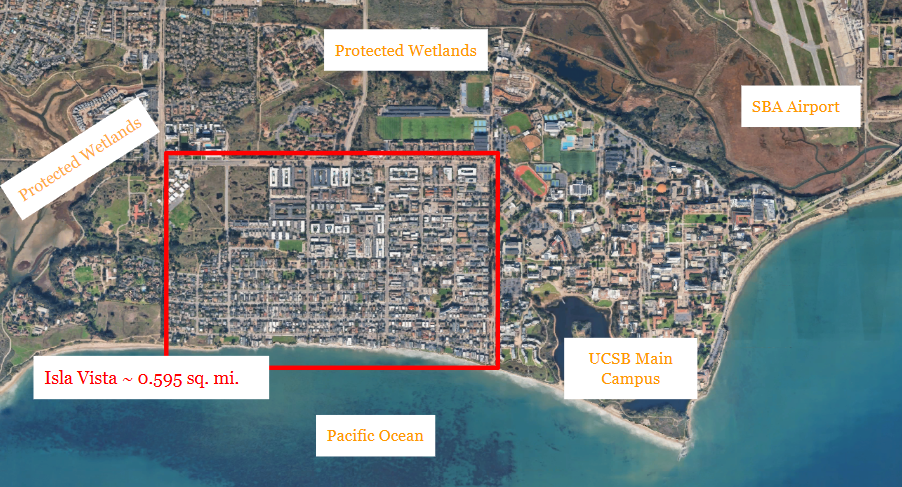 Protected Wetlands
SBA Airport
Protected Wetlands
Isla Vista ~ 0.595 sq. mi.
UCSB Main
Campus
Pacific Ocean